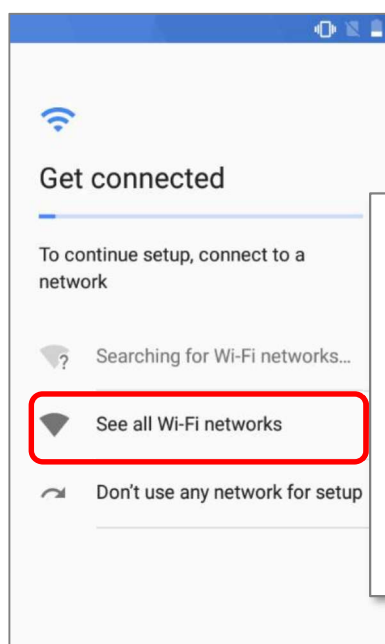 Get connected
To continue setup, connect to a
network
Searching for Wi-Fi networks...
See all Wi-Fi networks
Don't use any network for setup